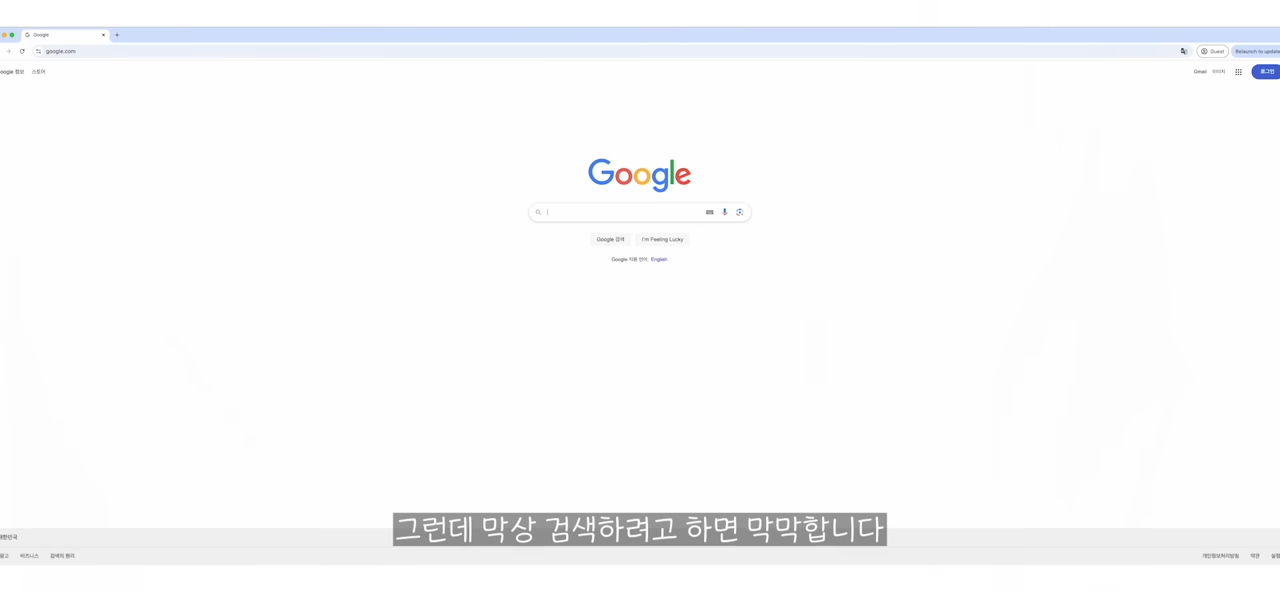 Google
google.com
Guest
Relaunch to update
스토어
Gmail 이미지
로그인
Google
Google 검색 I'm Feeling Lucky
Google 지원 언어: English
그런데 막상 검색하려고 하면 막막합니다
대한민국
광고 비즈니스 검색의 원리
개인정보처리방침 약관 설정